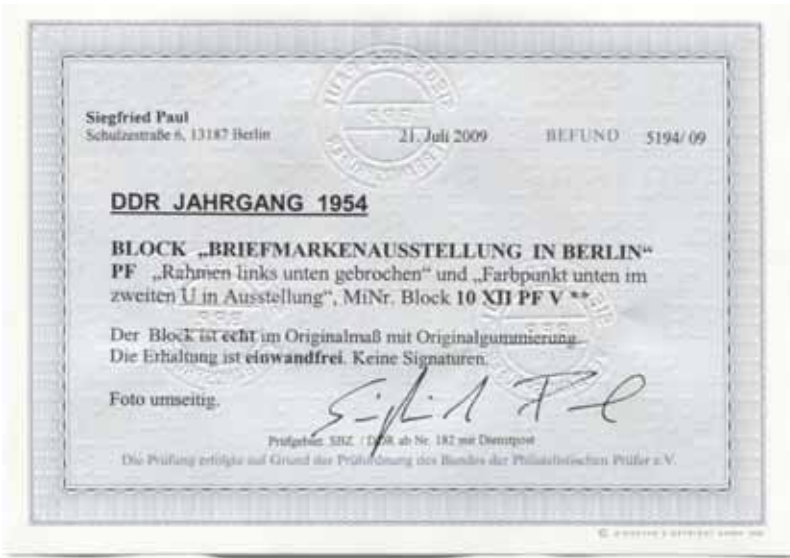 Siegfried Paul
Schulzestraße 6, 13187 Berlin
21. Juli 2009 BEFUND 5194/09
DDR JAHRGANG 1954
BLOCK „BRIEFMARKENAUSSTELLUNG IN BERLIN“
PF „Rahmen links unten gebrochen“ und „Farbpunkt unten im
zweiten U in Ausstellung“, MiNr. Block 10 XII PF V **
Der Block ist echt im Originalmaß mit Originalgummierung.
Die Erhaltung ist einwandfrei. Keine Signaturen.
Foto umseitig.
Prüfgebiet: SBZ / DDR ab Nr. 182 mit Dienstpost
Die Prüfung erfolgte auf Grund der Prüfordnung des Bundes der Philatelistischen Prüfer e.V.